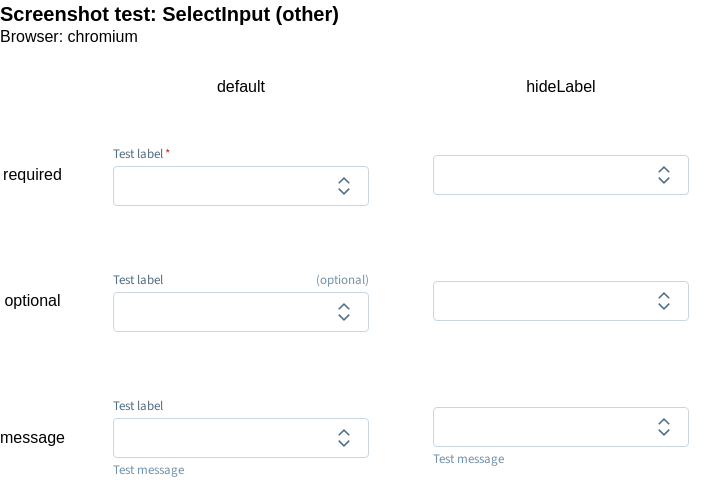 Screenshot test: SelectInput (other)
Browser: chromium
default hideLabel
required
Test label *
optional
Test label (optional)
message
Test label
Test message
Test message